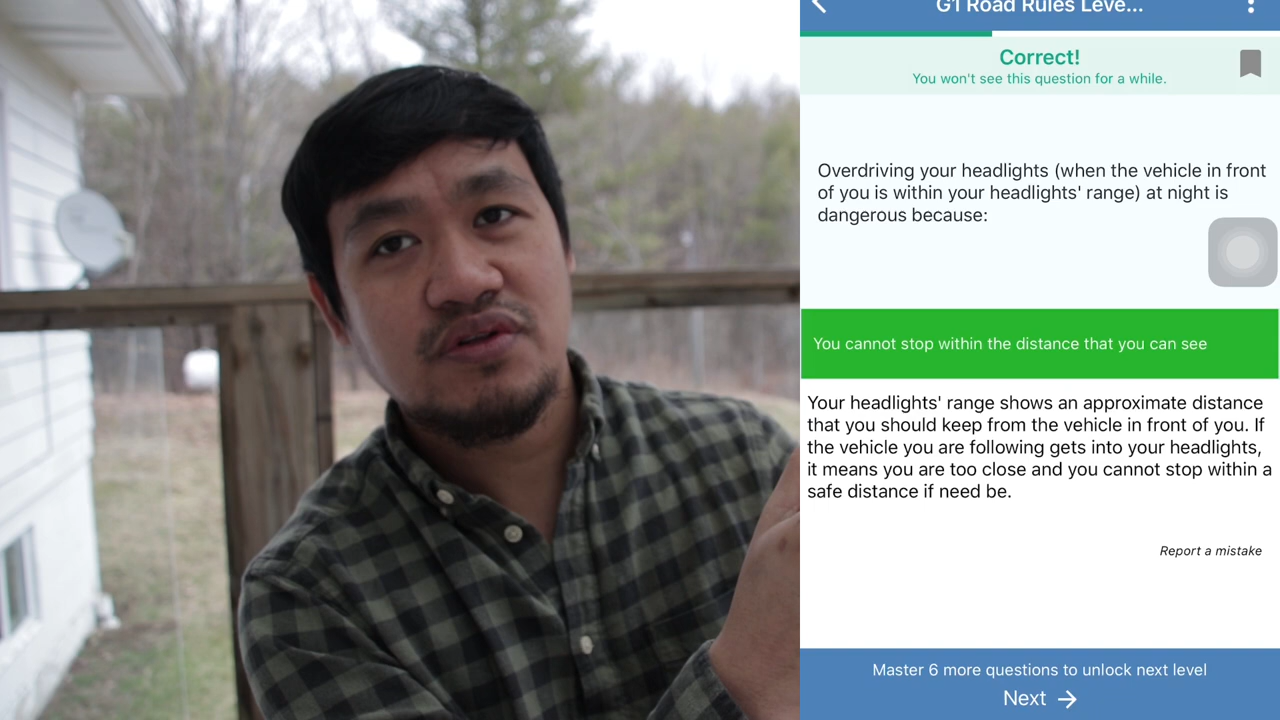 G1 Road Rules Leve...
Correct!
You won't see this question for a while.
Overdriving your headlights (when the vehicle in front
of you is within your headlights' range) at night is
dangerous because:
You cannot stop within the distance that you can see
Your headlights' range shows an approximate distance
that you should keep from the vehicle in front of you. If
the vehicle you are following gets into your headlights,
it means you are too close and you cannot stop within a
safe distance if need be.
Report a mistake
Master 6 more questions to unlock next level
Next →